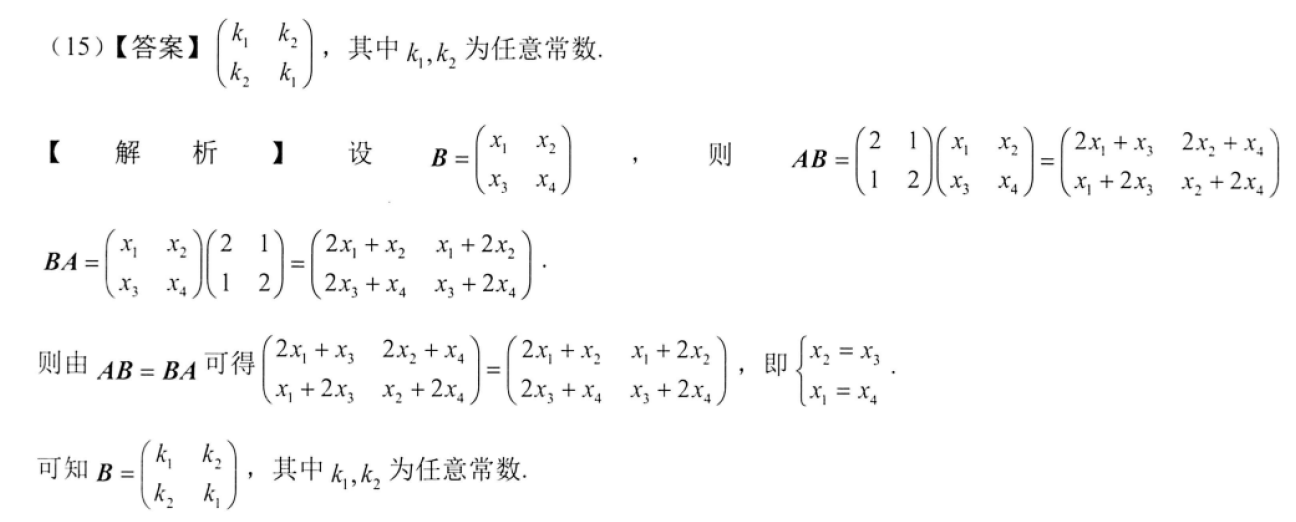 (15)【答案】$\begin{pmatrix} k_1 & k_2 \\ k_2 & k_1 \end{pmatrix}$，其中 $k_1, k_2$ 为任意常数.
【解析】设 $B = \begin{pmatrix} x_1 & x_2 \\ x_3 & x_4 \end{pmatrix}$，则 $AB = \begin{pmatrix} 2 & 1 \\ 1 & 2 \end{pmatrix} \begin{pmatrix} x_1 & x_2 \\ x_3 & x_4 \end{pmatrix} = \begin{pmatrix} 2x_1 + x_3 & 2x_2 + x_4 \\ x_1 + 2x_3 & x_2 + 2x_4 \end{pmatrix}$
$BA = \begin{pmatrix} x_1 & x_2 \\ x_3 & x_4 \end{pmatrix} \begin{pmatrix} 2 & 1 \\ 1 & 2 \end{pmatrix} = \begin{pmatrix} 2x_1 + x_2 & x_1 + 2x_2 \\ 2x_3 + x_4 & x_3 + 2x_4 \end{pmatrix}$.
则由 $AB = BA$ 可得 $\begin{pmatrix} 2x_1 + x_3 & 2x_2 + x_4 \\ x_1 + 2x_3 & x_2 + 2x_4 \end{pmatrix} = \begin{pmatrix} 2x_1 + x_2 & x_1 + 2x_2 \\ 2x_3 + x_4 & x_3 + 2x_4 \end{pmatrix}$，即 $\begin{cases} x_2 = x_3 \\ x_1 = x_4 \end{cases}$.
可知 $B = \begin{pmatrix} k_1 & k_2 \\ k_2 & k_1 \end{pmatrix}$，其中 $k_1, k_2$ 为任意常数.